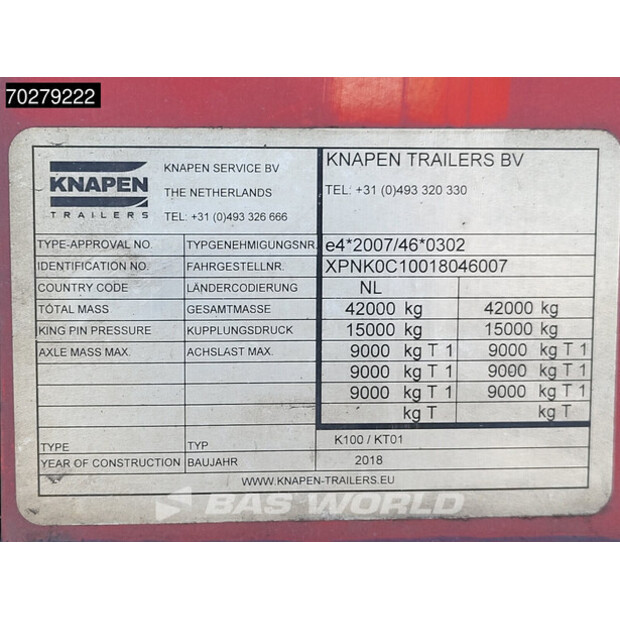 70279222
KNAPEN
TRAILERS
KNAPEN SERVICE BV
THE NETHERLANDS
TEL: +31 (0)493 326 666
KNAPEN TRAILERS BV
TEL: +31 (0)493 320 330
TYPE-APPROVAL NO. TYPGENEHMIGUNGSNR. e4*2007/46*0302
IDENTIFICATION NO. FAHRGESTELLNR. XPNK0C10018046007
COUNTRY CODE LÄNDERCODIERUNG NL
TOTAL MASS GESAMTMASSE 42000 kg 42000 kg
KING PIN PRESSURE KUPPLUNGSDRUCK 15000 kg 15000 kg
AXLE MASS MAX. ACHSLAST MAX. 9000 kg T 1 9000 kg T 1
9000 kg T 1 9000 kg T 1
9000 kg T 1 9000 kg T 1
kg T kg T
TYPE TYP K100 / KT01
YEAR OF CONSTRUCTION BAUJAHR 2018
WWW.KNAPEN-TRAILERS.EU
BAS WORLD